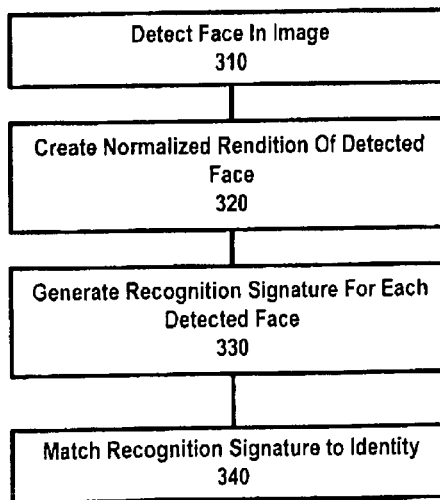 Detect Face In Image
310
Create Normalized Rendition Of Detected
Face
320
Generate Recognition Signature For Each
Detected Face
330
Match Recognition Signature to Identity
340